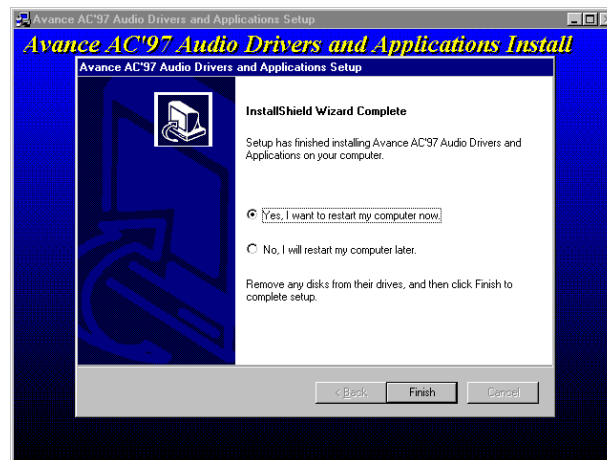 Avance AC'97 Audio Drivers and Applications Setup
Avance AC'97 Audio Drivers and Applications Install
Avance AC'97 Audio Drivers and Applications Setup
InstallShield Wizard Complete
Setup has finished installing Avance AC'97 Audio Drivers and
Applications on your computer.
Yes, I want to restart my computer now.
No, I will restart my computer later.
Remove any disks from their drives, and then click Finish to
complete setup.
< Back Finish Cancel